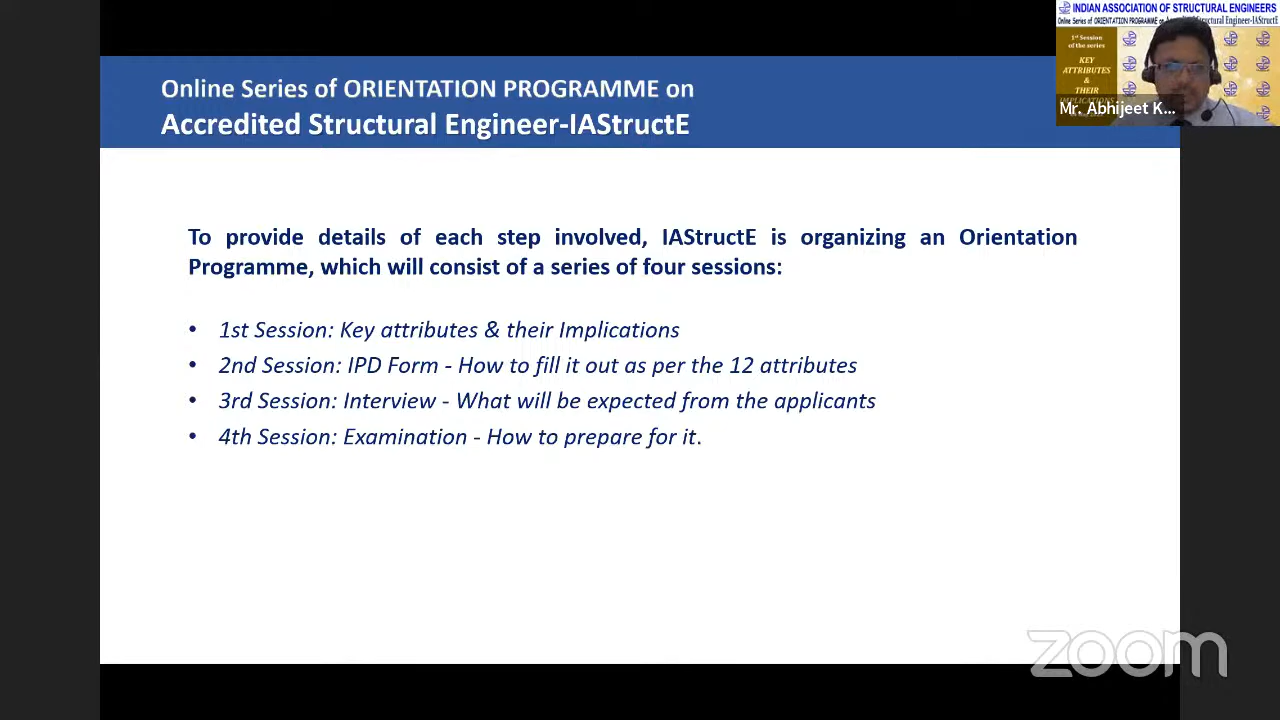 INDIAN ASSOCIATION OF STRUCTURAL ENGINEERS
Online Series of ORIENTATION PROGRAMME on Structural Engineer-IAStructE
1st Session
of the series
KEY
ATTRIBUTES
&
THEIR
IMPLICATIONS
Mr. Abhijeet K...
Online Series of ORIENTATION PROGRAMME on
Accredited Structural Engineer-IAStructE
To provide details of each step involved, IAStructE is organizing an Orientation
Programme, which will consist of a series of four sessions:
• 1st Session: Key attributes & their Implications
• 2nd Session: IPD Form - How to fill it out as per the 12 attributes
• 3rd Session: Interview - What will be expected from the applicants
• 4th Session: Examination - How to prepare for it.
zoom